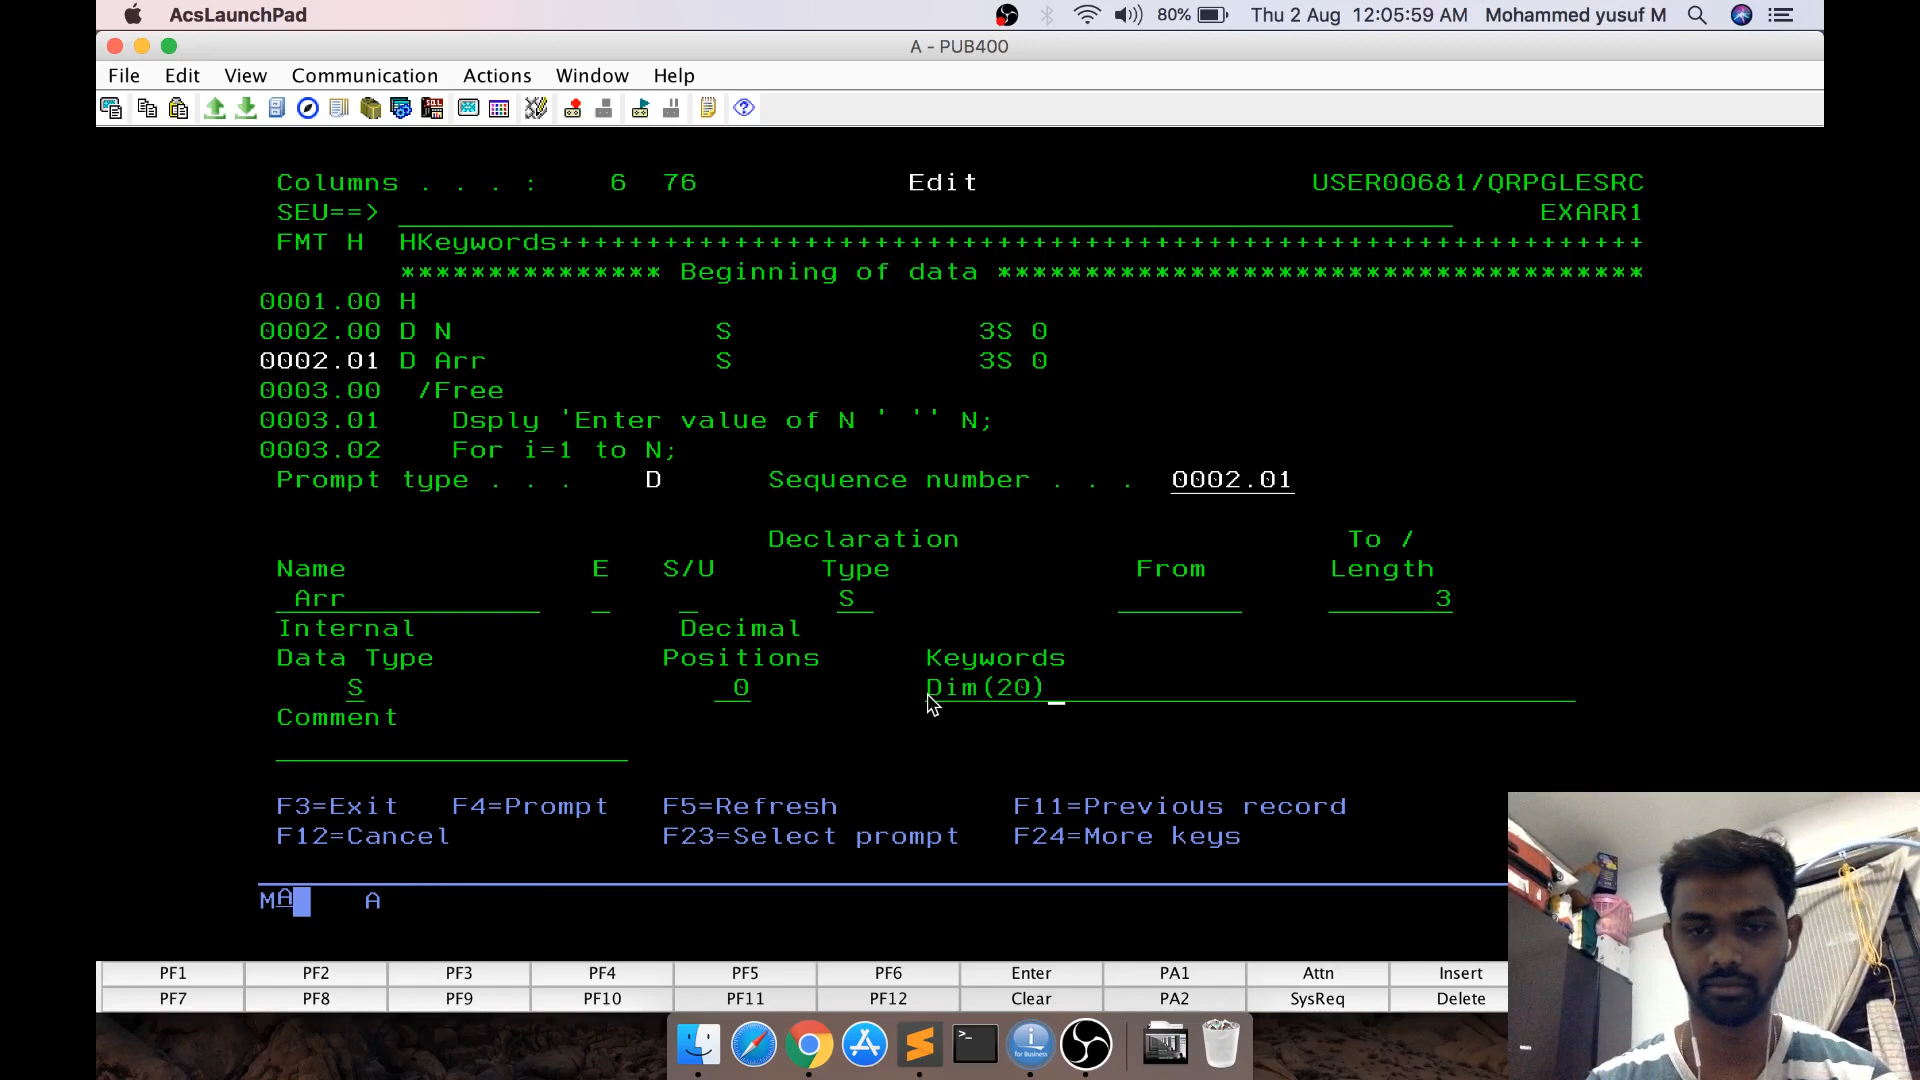 AcsLaunchPad 80% Thu 2 Aug 12:05:59 AM Mohammed yusuf M
A - PUB400
File Edit View Communication Actions Window Help
SQL
Columns . . . : 6 76 Edit USER00681/QRPGLESRC
SEU==> EXARR1
FMT H HKeywords++++++++++++++++++++++++++++++++++++++++++++++++++++++++++++++
*************** Beginning of data *************************************
0001.00 H
0002.00 D N S 3S 0
0002.01 D Arr S 3S 0
0003.00 /Free
0003.01 Dsply 'Enter value of N ' '' N;
0003.02 For i=1 to N;
Prompt type . . . D Sequence number . . . 0002.01
Declaration To /
Name E S/U Type From Length
Arr S 3
Internal Decimal
Data Type Positions Keywords
S 0 Dim(20)
Comment
F3=Exit F4=Prompt F5=Refresh F11=Previous record
F12=Cancel F23=Select prompt F24=More keys
MA A
PF1 PF2 PF3 PF4 PF5 PF6 Enter PA1 Attn Insert
PF7 PF8 PF9 PF10 PF11 PF12 Clear PA2 SysReq Delete
i for Business